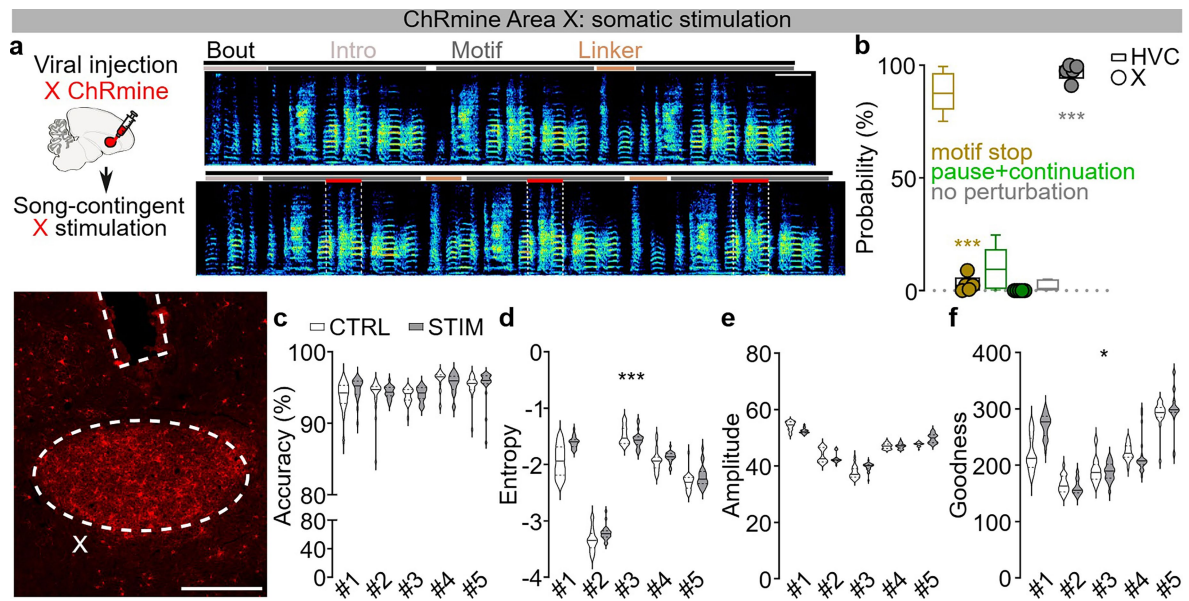 ChRmine Area X: somatic stimulation
a
Viral injection
X ChRmine
Song-contingent
X stimulation
Bout Intro Motif Linker
X
b
HVC
X
Probability (%)
100
50
0
***
motif stop
pause+continuation
no perturbation
***
c
CTRL STIM
Accuracy (%)
100
90
80
80
40
0
#1 #2 #3 #4 #5
d
Entropy
0
-1
-2
-3
-4
***
#1 #2 #3 #4 #5
e
Amplitude
80
60
40
20
0
#1 #2 #3 #4 #5
f
Goodness
400
300
200
100
0
*
#1 #2 #3 #4 #5